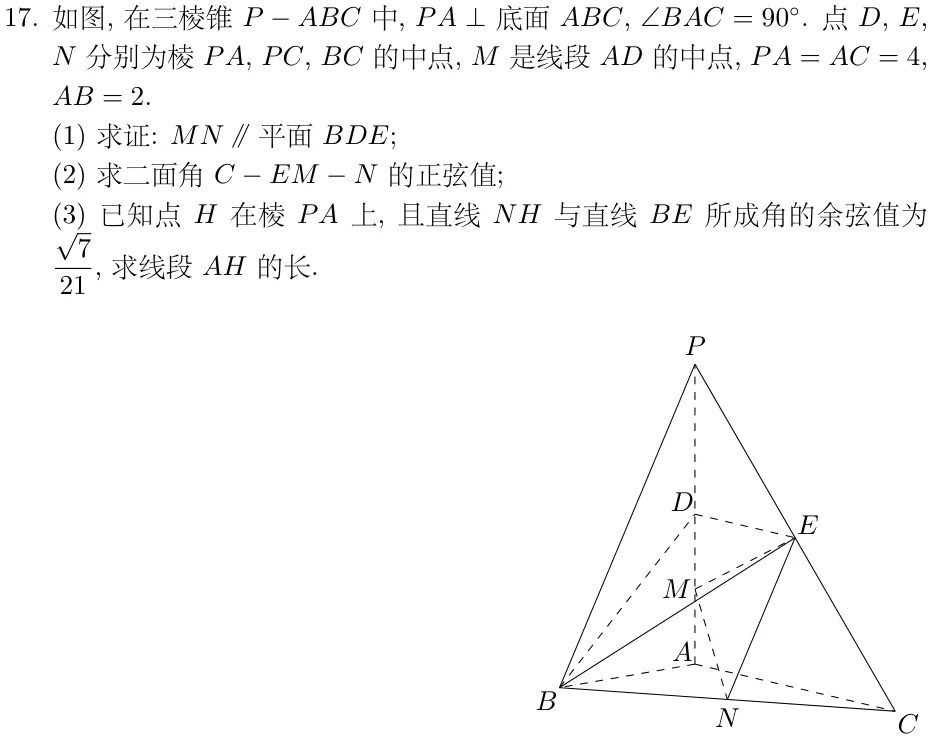 17. 如图, 在三棱锥 P − ABC 中, PA ⊥ 底面 ABC, ∠BAC = 90°. 点 D, E,
N 分别为棱 PA, PC, BC 的中点, M 是线段 AD 的中点, PA = AC = 4,
AB = 2.
(1) 求证: MN ∥ 平面 BDE;
(2) 求二面角 C − EM − N 的正弦值;
(3) 已知点 H 在棱 PA 上, 且直线 NH 与直线 BE 所成角的余弦值为
√7/21, 求线段 AH 的长.
P
D
E
M
A
B
N
C